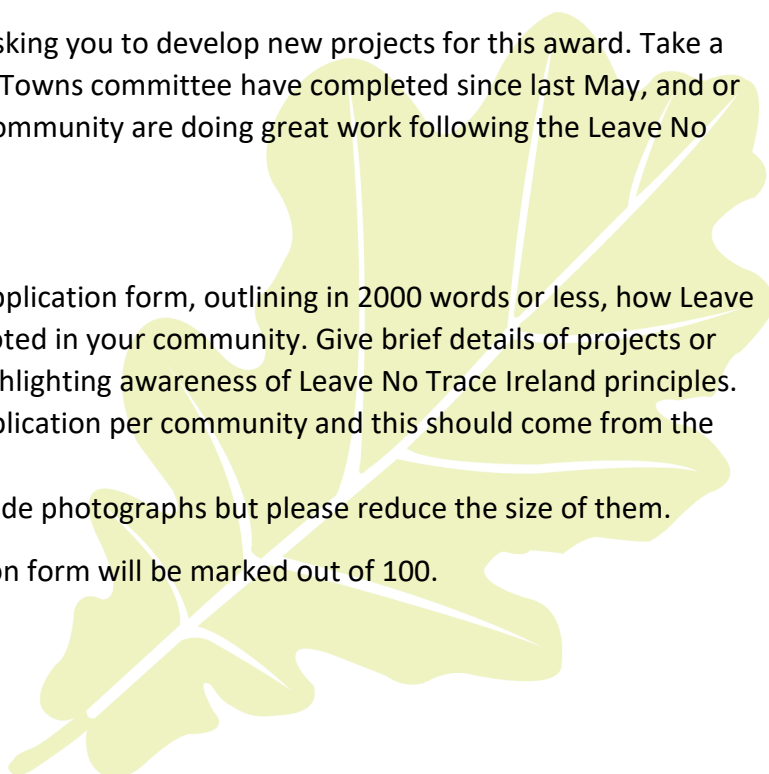 sking you to develop new projects for this award. Take a
Towns committee have completed since last May, and or
ommunity are doing great work following the Leave No
pplication form, outlining in 2000 words or less, how Leave
oted in your community. Give brief details of projects or
hlighting awareness of Leave No Trace Ireland principles.
plication per community and this should come from the
de photographs but please reduce the size of them.
on form will be marked out of 100.